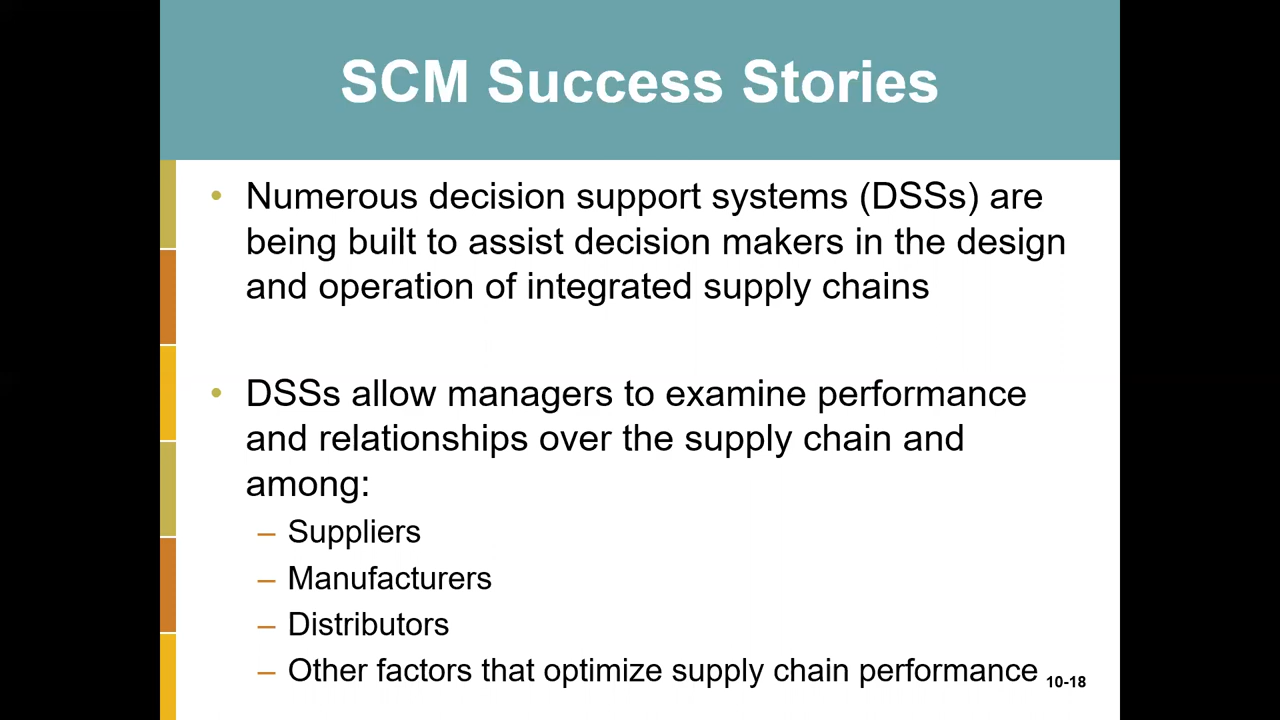 SCM Success Stories
• Numerous decision support systems (DSSs) are
being built to assist decision makers in the design
and operation of integrated supply chains
• DSSs allow managers to examine performance
and relationships over the supply chain and
among:
– Suppliers
– Manufacturers
– Distributors
– Other factors that optimize supply chain performance
10-18